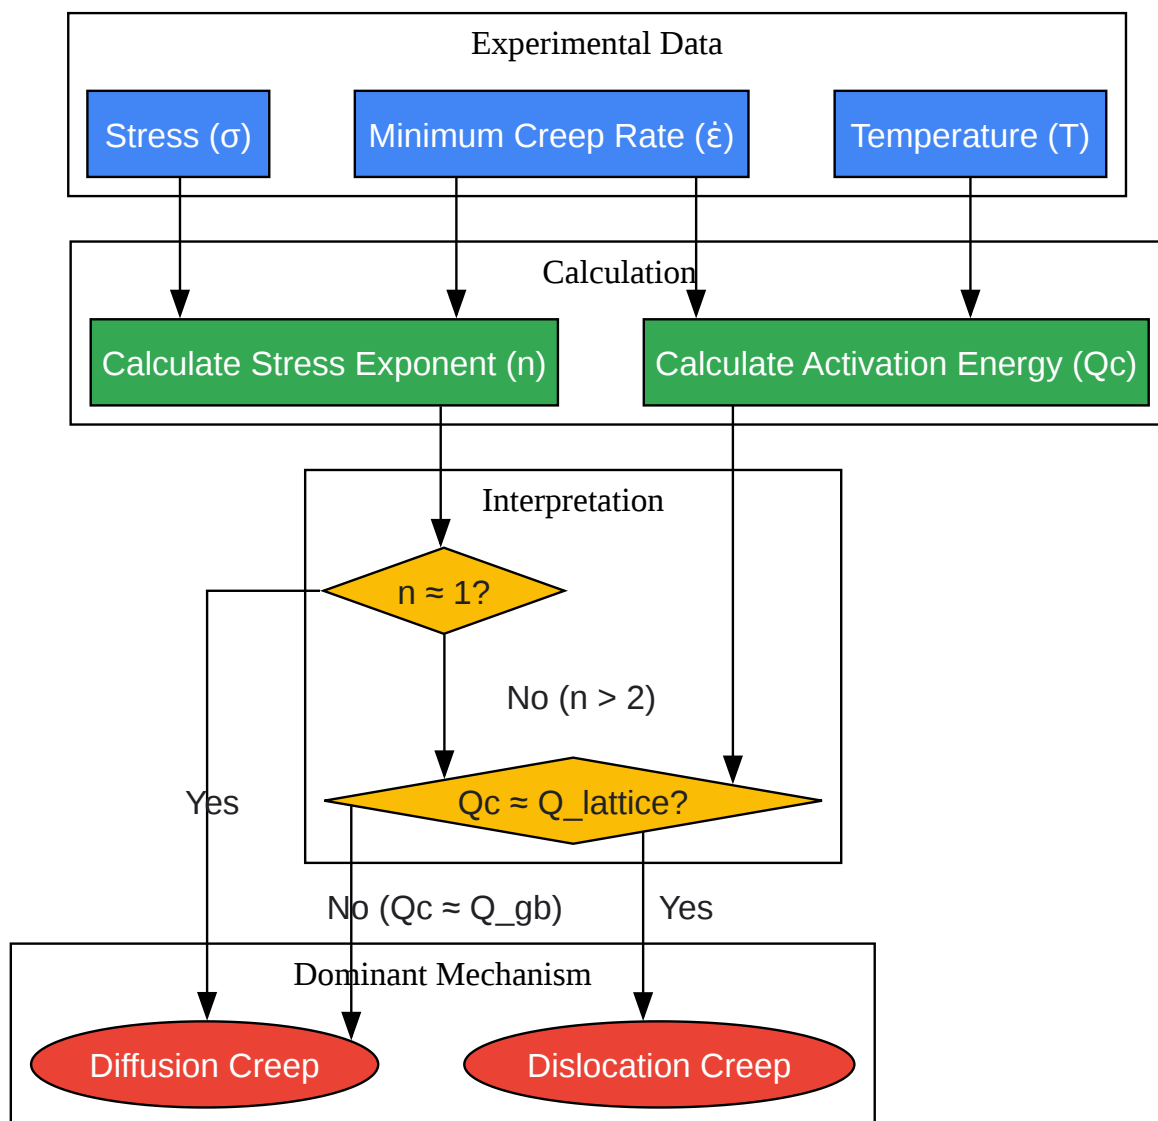 Experimental Data
Stress (σ)
Minimum Creep Rate (ε̇)
Temperature (T)
Calculation
Calculate Stress Exponent (n)
Calculate Activation Energy (Qc)
Interpretation
n ≈ 1?
No (n > 2)
Yes
Qc ≈ Q_lattice?
No (Qc ≈ Q_gb)
Yes
Dominant Mechanism
Diffusion Creep
Dislocation Creep